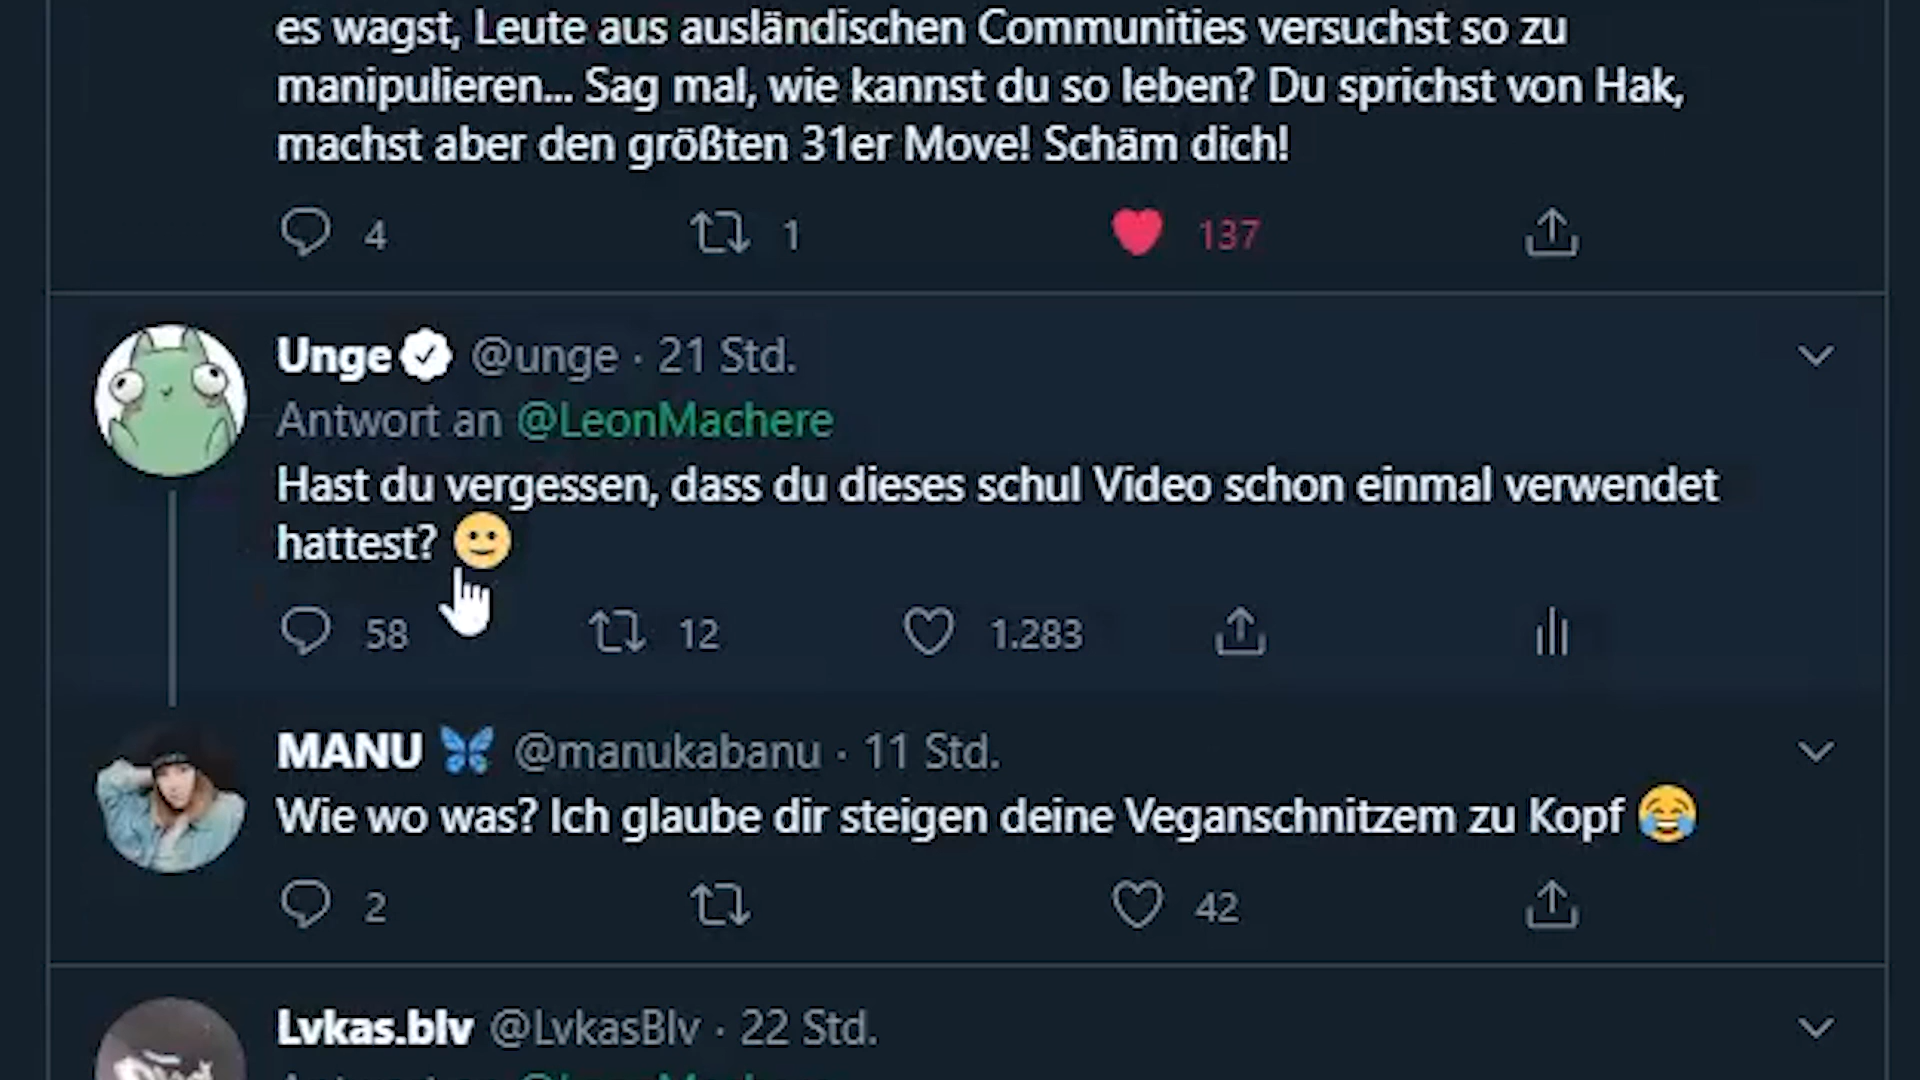 es wagst, Leute aus ausländischen Communities versuchst so zu
manipulieren... Sag mal, wie kannst du so leben? Du sprichst von Hak,
machst aber den größten 31er Move! Schäm dich!
4 1 137
Unge @unge · 21 Std.
Antwort an @LeonMachere
Hast du vergessen, dass du dieses schul Video schon einmal verwendet
hattest? 🙂
58 12 1.283
MANU 🦋 @manukabanu · 11 Std.
Wie wo was? Ich glaube dir steigen deine Veganschnitzem zu Kopf 😂
2 42
Lvkas.blv @LvkasBlv · 22 Std.